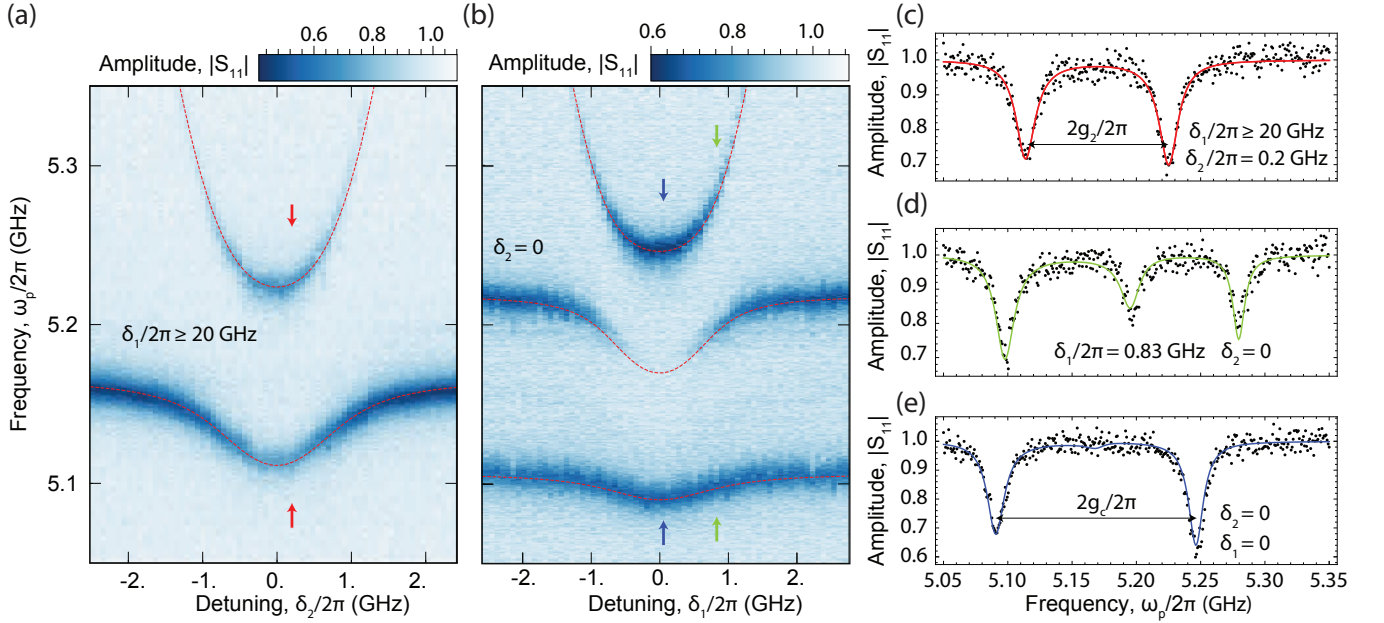 (a)
Amplitude, |S₁₁|
0.6 0.8 1.0
Frequency, ωₚ/2π (GHz)
5.3
5.2
5.1
δ₁/2π ≥ 20 GHz
-2. -1. 0. 1. 2.
Detuning, δ₂/2π (GHz)
(b)
Amplitude, |S₁₁|
0.6 0.8 1.0
δ₂ = 0
-2. -1. 0. 1. 2.
Detuning, δ₁/2π (GHz)
(c)
Amplitude, |S₁₁|
1.0
0.9
0.8
0.7
2g₂/2π
δ₁/2π ≥ 20 GHz
δ₂/2π = 0.2 GHz
(d)
Amplitude, |S₁₁|
1.0
0.9
0.8
0.7
δ₁/2π = 0.83 GHz δ₂ = 0
(e)
Amplitude, |S₁₁|
1.0
0.9
0.8
0.7
0.6
2g꜀/2π
δ₂ = 0
δ₁ = 0
5.05 5.10 5.15 5.20 5.30 5.35
Frequency, ωₚ/2π (GHz)